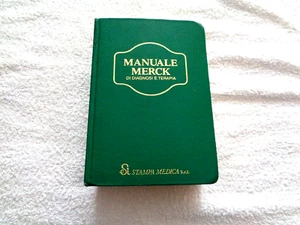 MANUALE
MERCK
DI DIAGNOSI E TERAPIA
STAMPA MEDICA s.r.l.